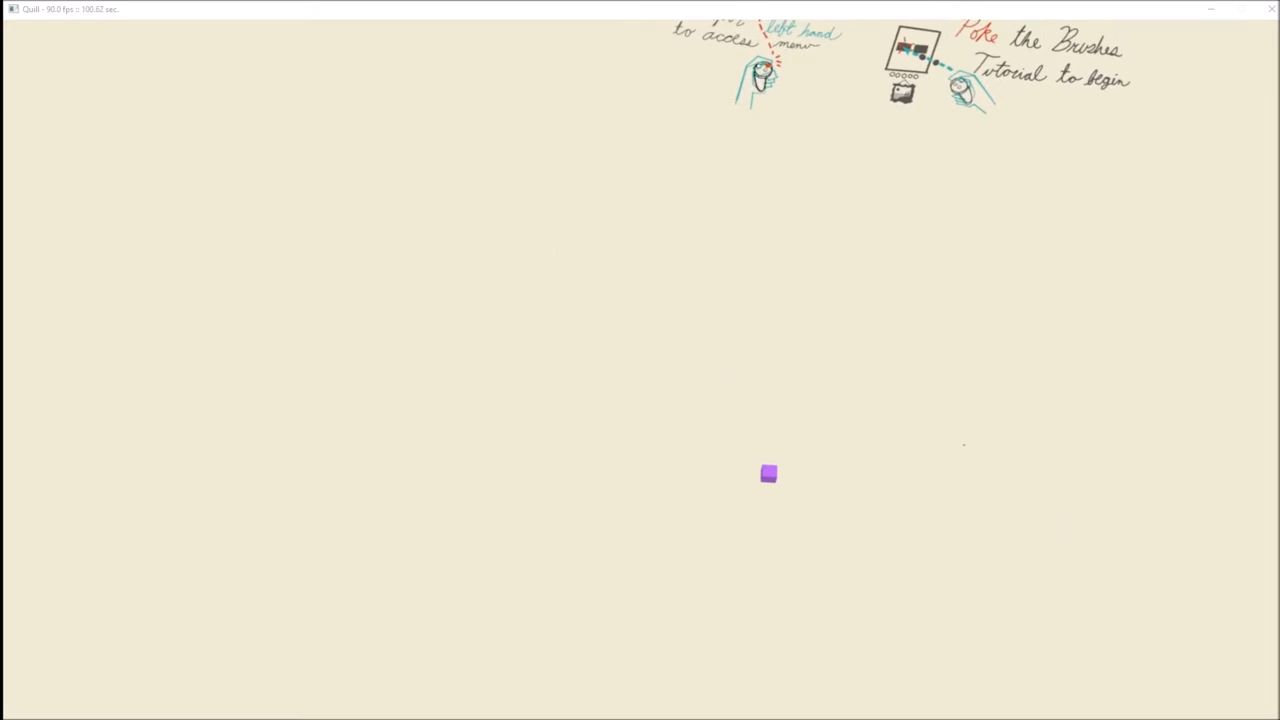 Quill - 90.0 fps :: 100.62 sec.
left hand
to access menu
Poke the Brushes
Tutorial to begin